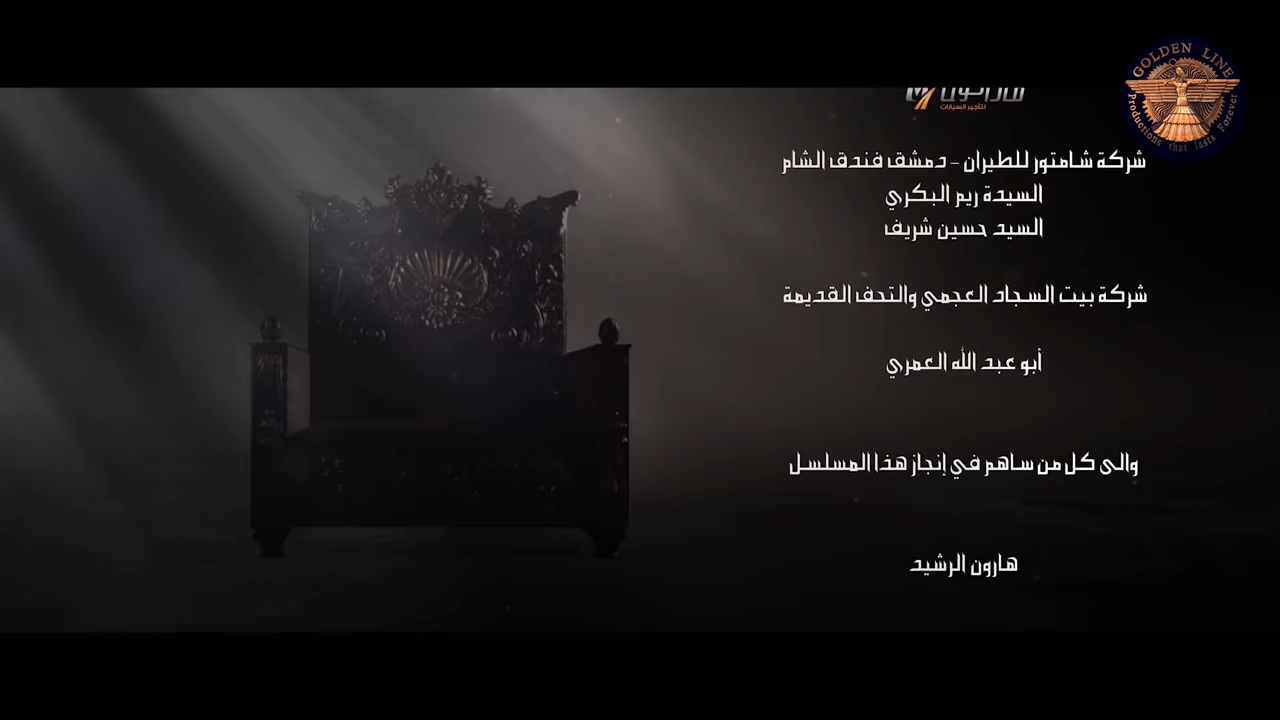 GOLDEN LINE
Productions that lasts Forever
لتأجير السيارات
شركة شامتور للطيران - دمشق فندق الشام
السيدة ريم البكري
السيد حسين شريف
شركة بيت السجاد العجمي والتحف القديمة
أبو عبد الله العمري
والى كل من ساهم في إنجاز هذا المسلسل
هارون الرشيد